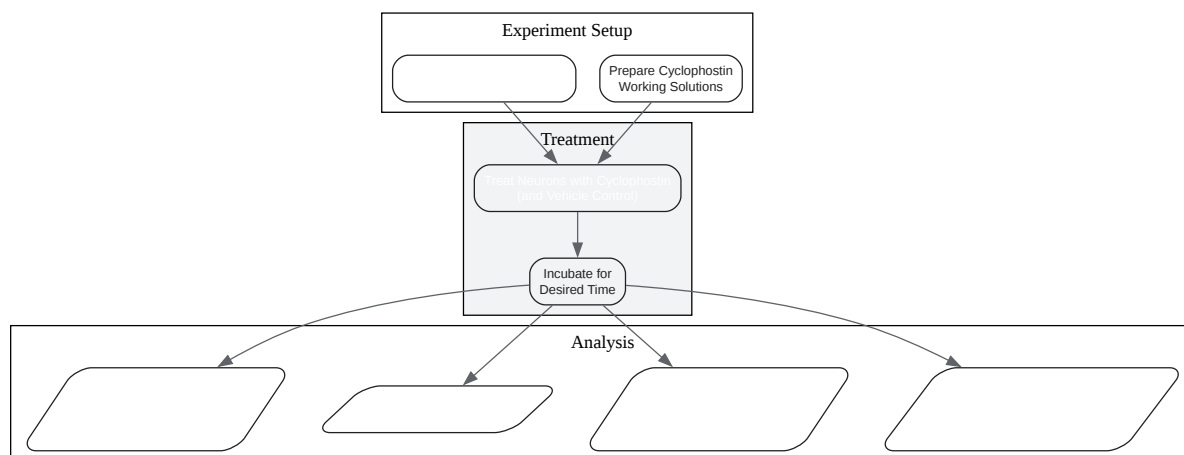 Experiment Setup
Prepare Cyclophostin
Working Solutions
Treatment
Treat Neurons with Cyclophostin
(and Vehicle Control)
Incubate for
Desired Time
Analysis